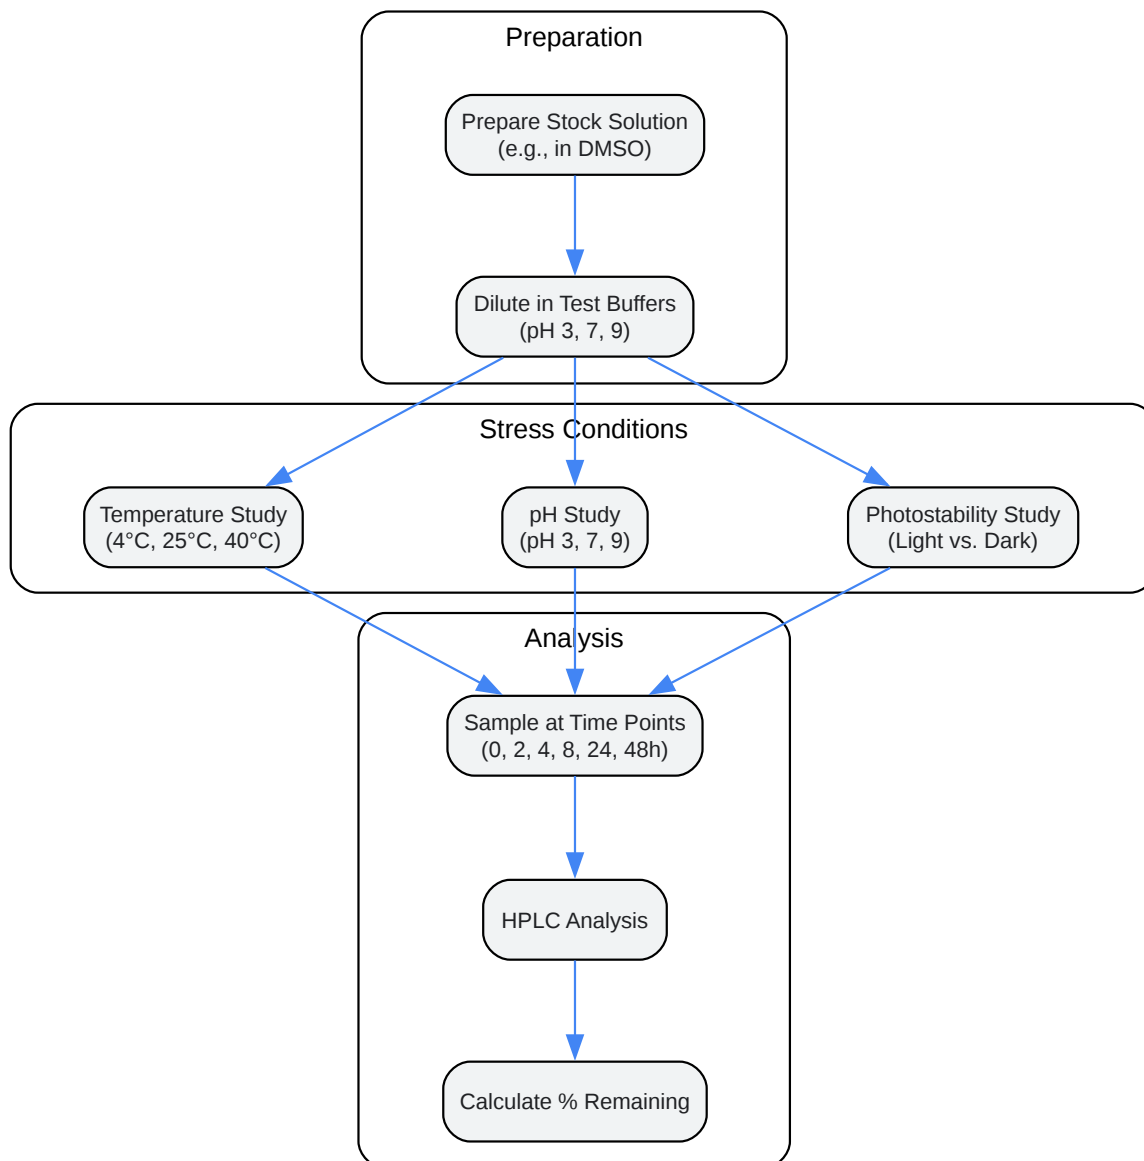 Preparation
Prepare Stock Solution
(e.g., in DMSO)
Dilute in Test Buffers
(pH 3, 7, 9)
Stress Conditions
Temperature Study
(4°C, 25°C, 40°C)
pH Study
(pH 3, 7, 9)
Photostability Study
(Light vs. Dark)
Analysis
Sample at Time Points
(0, 2, 4, 8, 24, 48h)
HPLC Analysis
Calculate % Remaining